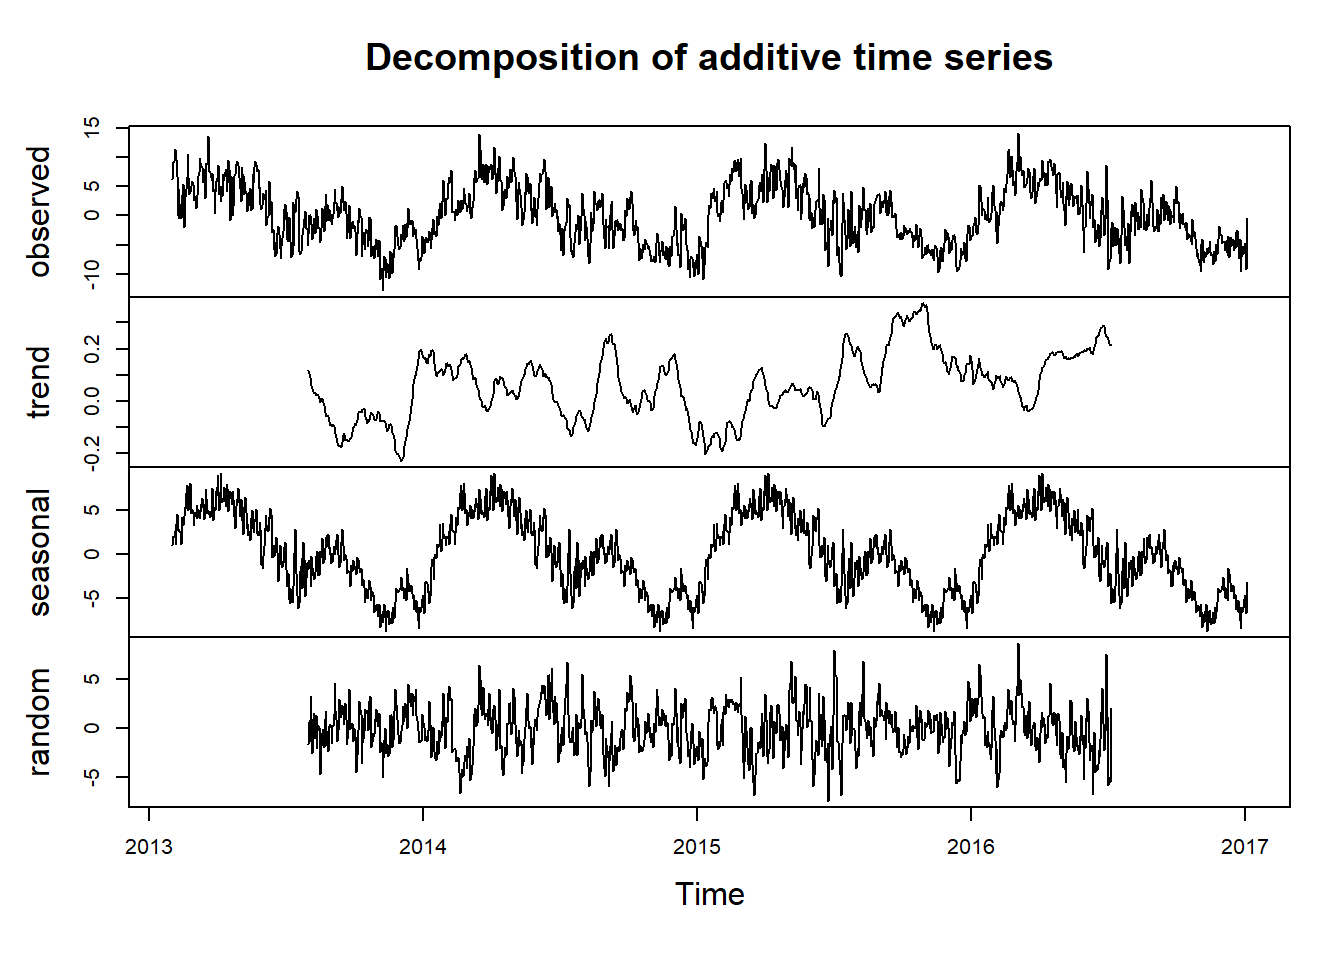 Decomposition of additive time series
observed
-10 0 5 15
trend
-0.2 0.0 0.2
seasonal
-5 0 5
random
-5 0 5
2013 2014 2015 2016 2017
Time